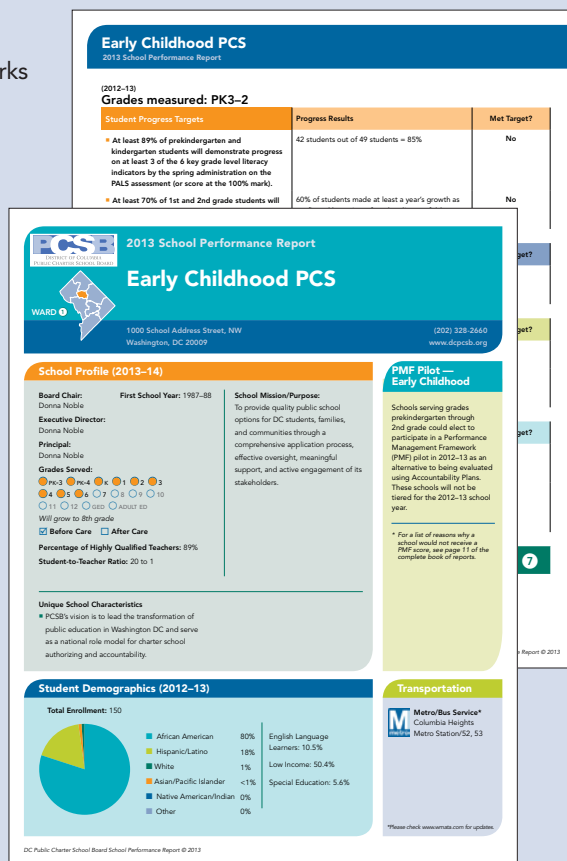 rks
Early Childhood PCS
2013 School Performance Report
(2012–13)
Grades measured: PK3–2
Student Progress Targets
Progress Results
Met Target?
At least 89% of prekindergarten and
kindergarten students will demonstrate progress
on at least 3 of the 6 key grade level literacy
indicators by the spring administration on the
PALS assessment (or score at the 100% mark).
42 students out of 49 students = 85%
No
At least 70% of 1st and 2nd grade students will
60% of students made at least a year's growth as
No
get?
get?
get?
7
Report © 2013
PCSB
District of Columbia
Public Charter School Board
WARD 1
2013 School Performance Report
Early Childhood PCS
1000 School Address Street, NW
Washington, DC 20009
(202) 328-2660
www.dcpcsb.org
School Profile (2013–14)
Board Chair:
Donna Noble
First School Year: 1987–88
Executive Director:
Donna Noble
Principal:
Donna Noble
Grades Served:
PK-3 PK-4 K 1 2 3
4 5 6 7 8 9 10
11 12 GED ADULT ED
Will grow to 8th grade
Before Care After Care
Percentage of Highly Qualified Teachers: 89%
Student-to-Teacher Ratio: 20 to 1
School Mission/Purpose:
To provide quality public school
options for DC students, families,
and communities through a
comprehensive application process,
effective oversight, meaningful
support, and active engagement of its
stakeholders.
Unique School Characteristics
PCSB's vision is to lead the transformation of
public education in Washington DC and serve
as a national role model for charter school
authorizing and accountability.
PMF Pilot —
Early Childhood
Schools serving grades
prekindergarten through
2nd grade could elect to
participate in a Performance
Management Framework
(PMF) pilot in 2012–13 as an
alternative to being evaluated
using Accountability Plans.
These schools will not be
tiered for the 2012–13 school
year.
* For a list of reasons why a
school would not receive a
PMF score, see page 11 of the
complete book of reports.
Student Demographics (2012–13)
Total Enrollment: 150
African American 80%
Hispanic/Latino 18%
White 1%
Asian/Pacific Islander <1%
Native American/Indian 0%
Other 0%
English Language
Learners: 10.5%
Low Income: 50.4%
Special Education: 5.6%
Transportation
M
metro
Metro/Bus Service*
Columbia Heights
Metro Station/52, 53
*Please check www.wmata.com for updates.
DC Public Charter School Board School Performance Report © 2013